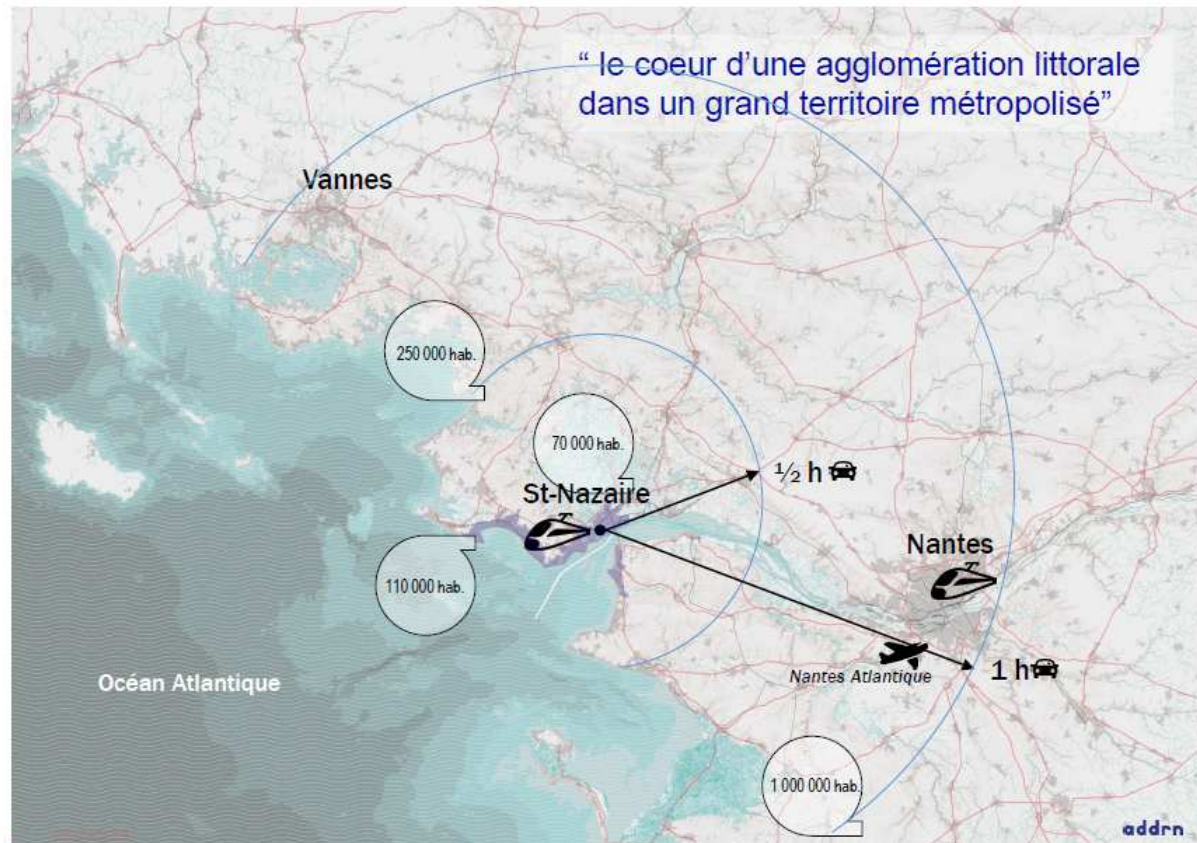 “ le coeur d’une agglomération littorale
dans un grand territoire métropolisé”
Vannes
250 000 hab.
70 000 hab.
½ h
St-Nazaire
Nantes
110 000 hab.
1 h
Nantes Atlantique
Océan Atlantique
1 000 000 hab.
addrn